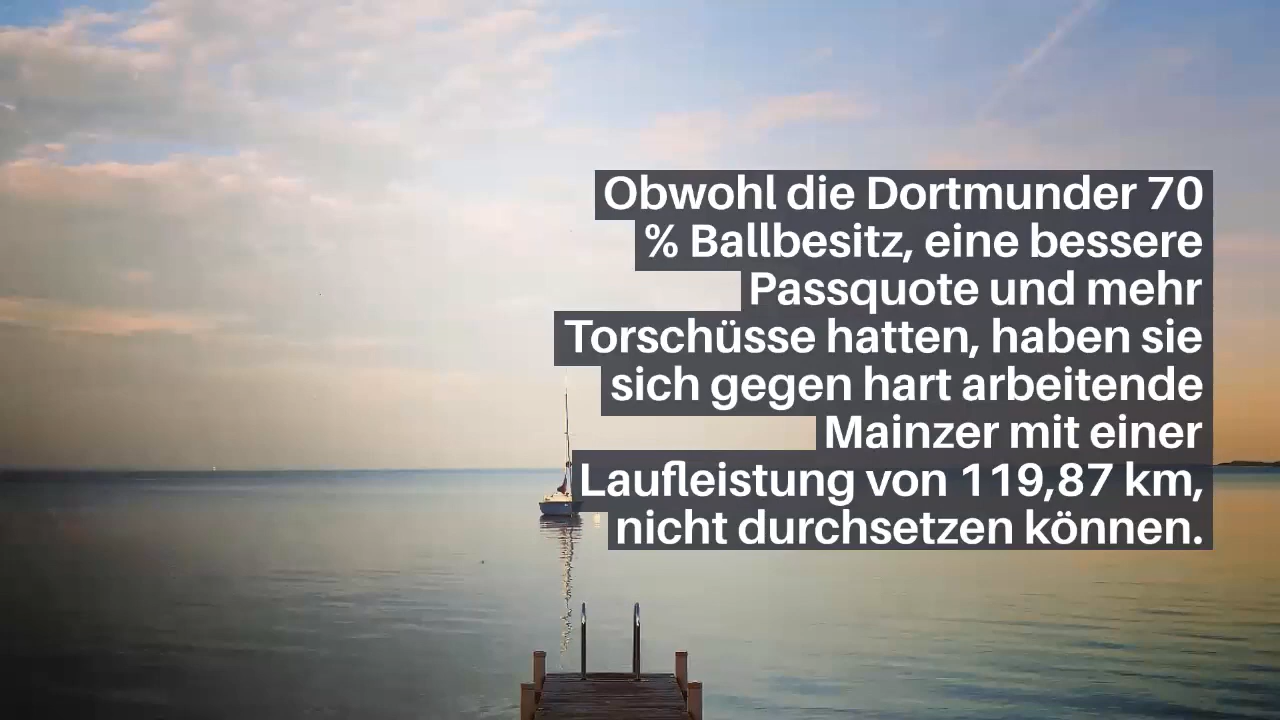 Obwohl die Dortmunder 70
% Ballbesitz, eine bessere
Passquote und mehr
Torschüsse hatten, haben sie
sich gegen hart arbeitende
Mainzer mit einer
Laufleistung von 119,87 km,
nicht durchsetzen können.